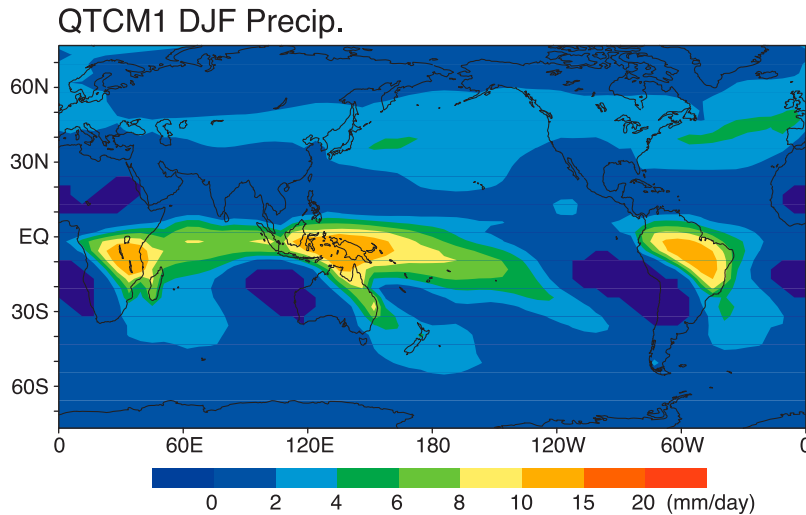 QTCM1 DJF Precip.
60N
30N
EQ
30S
60S
0 60E 120E 180 120W 60W 0
0 2 4 6 8 10 15 20 (mm/day)